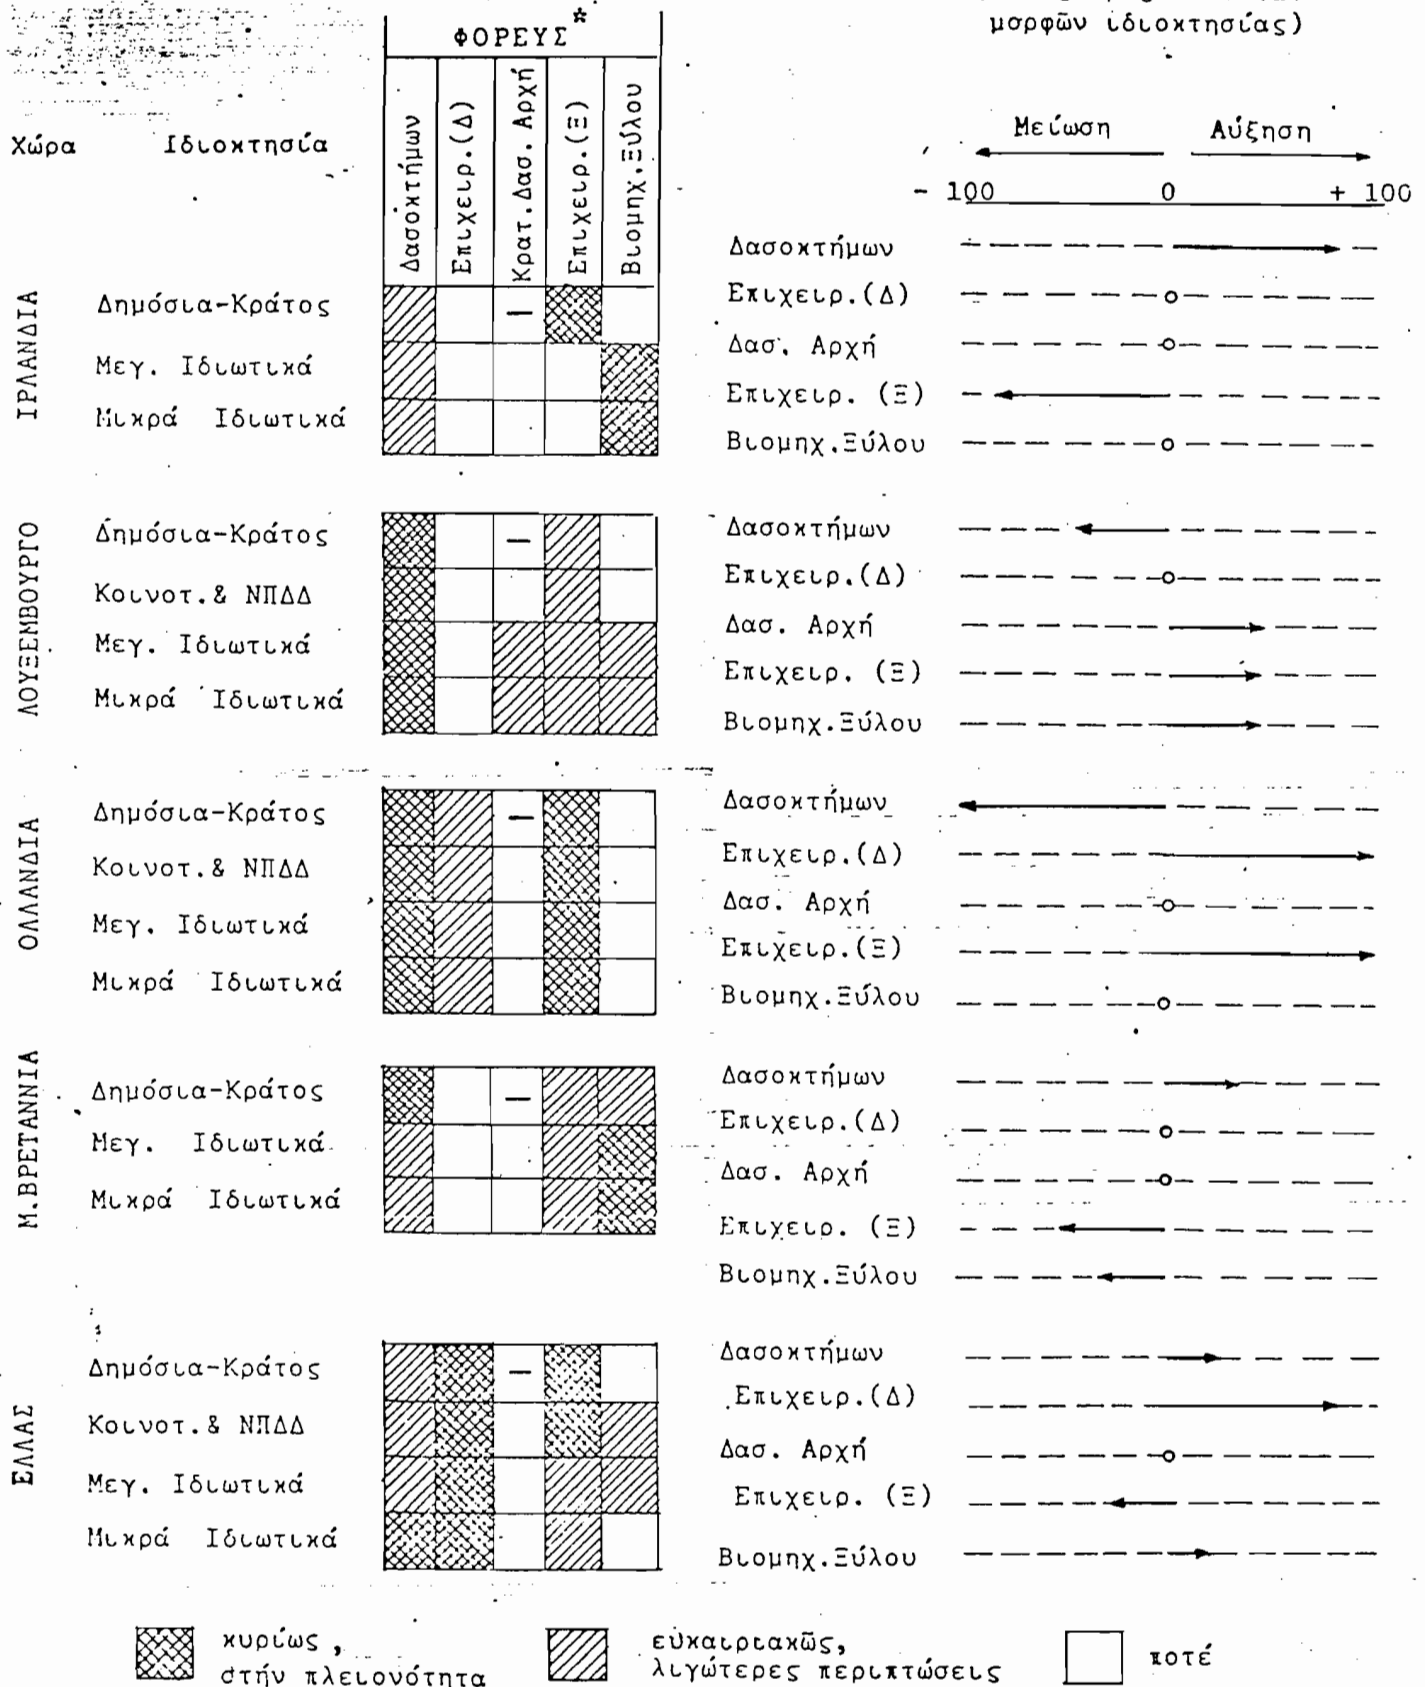 μορφῶν ιδιοκτησίας)
ΦΟΡΕΥΣ*
Χώρα Ιδιοκτησία
Δασοκτήμων
Επιχειρ.(Δ)
Κρατ.Δασ. Αρχή
Επιχειρ.(Ξ)
Βιομηχ.Ξύλου
Μείωση Αύξηση
- 100 0 + 100
ΙΡΛΑΝΔΙΑ
Δημόσια-Κράτος
Μεγ. Ιδιωτικά
Μικρά Ιδιωτικά
Δασοκτήμων
Επιχειρ.(Δ)
Δασ. Αρχή
Επιχειρ. (Ξ)
Βιομηχ.Ξύλου
ΛΟΥΞΕΜΒΟΥΡΓΟ
Δημόσια-Κράτος
Κοινοτ.& ΝΠΔΔ
Μεγ. Ιδιωτικά
Μικρά Ιδιωτικά
Δασοκτήμων
Επιχειρ.(Δ)
Δασ. Αρχή
Επιχειρ. (Ξ)
Βιομηχ.Ξύλου
ΟΛΛΑΝΔΙΑ
Δημόσια-Κράτος
Κοινοτ.& ΝΠΔΔ
Μεγ. Ιδιωτικά
Μικρά Ιδιωτικά
Δασοκτήμων
Επιχειρ.(Δ)
Δασ. Αρχή
Επιχειρ.(Ξ)
Βιομηχ.Ξύλου
Μ.ΒΡΕΤΑΝΝΙΑ
Δημόσια-Κράτος
Μεγ. Ιδιωτικά
Μικρά Ιδιωτικά
Δασοκτήμων
Επιχειρ.(Δ)
Δασ. Αρχή
Επιχειρ. (Ξ)
Βιομηχ.Ξύλου
ΕΛΛΑΣ
Δημόσια-Κράτος
Κοινοτ.& ΝΠΔΔ
Μεγ. Ιδιωτικά
Μικρά Ιδιωτικά
Δασοκτήμων
Επιχειρ.(Δ)
Δασ. Αρχή
Επιχειρ. (Ξ)
Βιομηχ.Ξύλου
κυρίως,
στήν πλειονότητα
εὐκαιριακῶς,
λιγώτερες περιπτώσεις
ποτέ